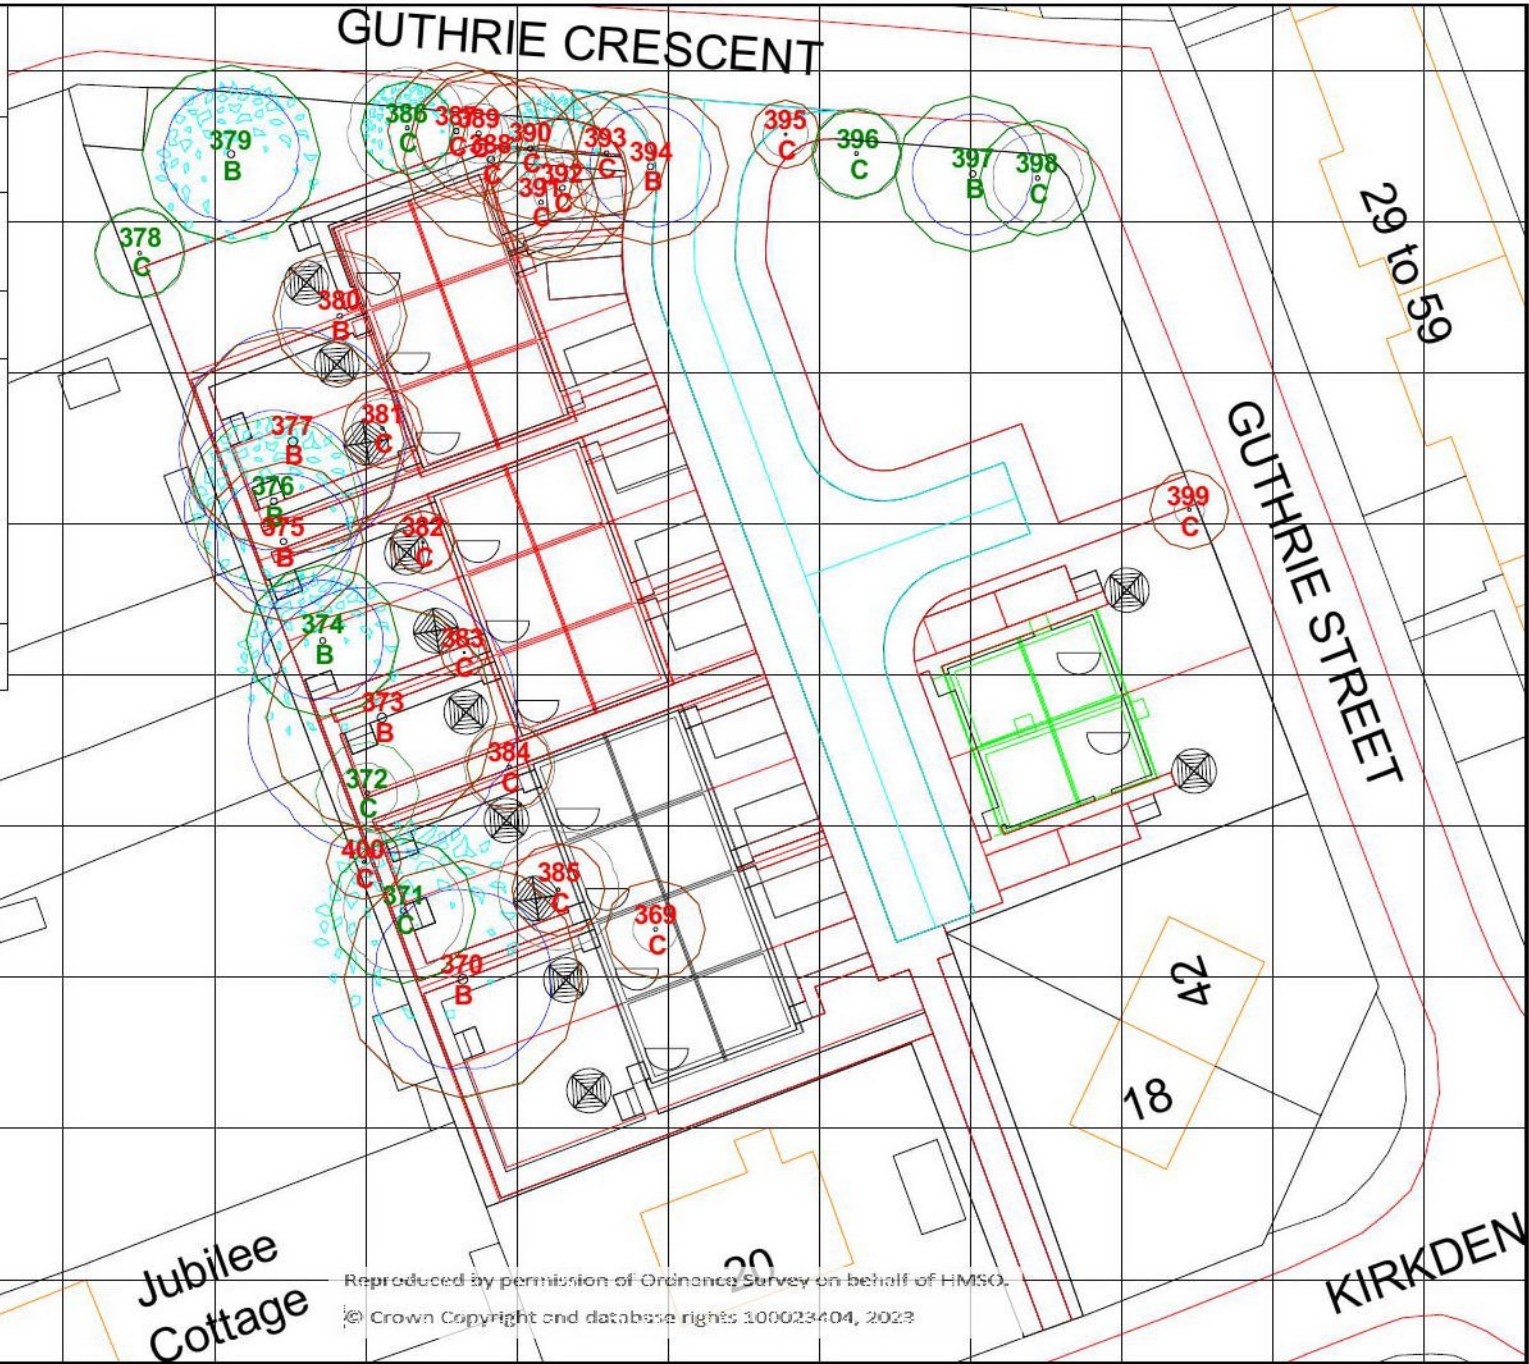 GUTHRIE CRESCENT
379
B
386
C
387
C
389
388
C
390
C
393
C
394
B
391
C
392
C
395
C
396
C
397
B
398
C
378
C
380
B
377
B
381
C
376
B
375
B
382
C
374
B
383
C
373
B
384
C
372
C
400
C
371
C
385
C
369
C
370
B
399
C
29 to 59
GUTHRIE STREET
42
18
20
KIRKDEN
Jubilee
Cottage
Reproduced by permission of Ordnance Survey on behalf of HMSO.
© Crown Copyright and database rights 100023404, 2023